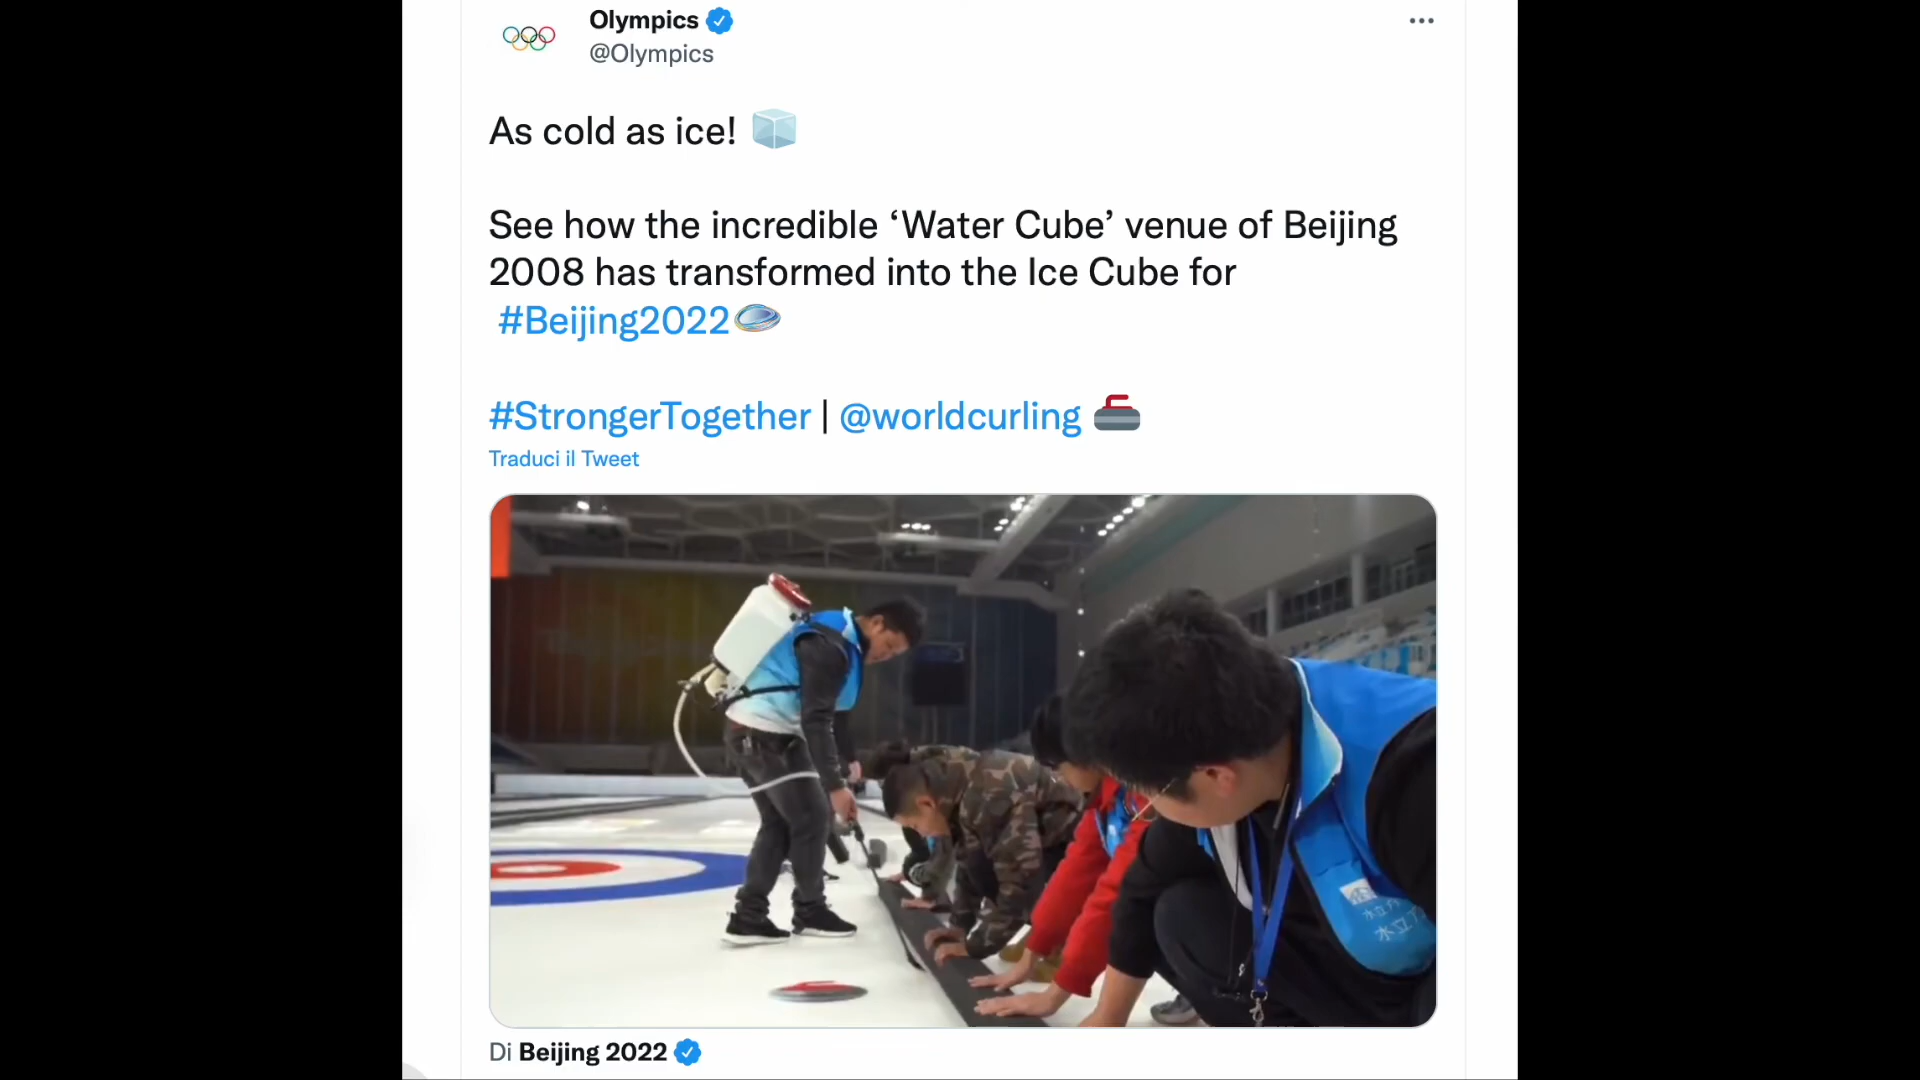 Olympics
@Olympics
As cold as ice!
See how the incredible ‘Water Cube’ venue of Beijing
2008 has transformed into the Ice Cube for
#Beijing2022
#StrongerTogether | @worldcurling
Traduci il Tweet
Di Beijing 2022